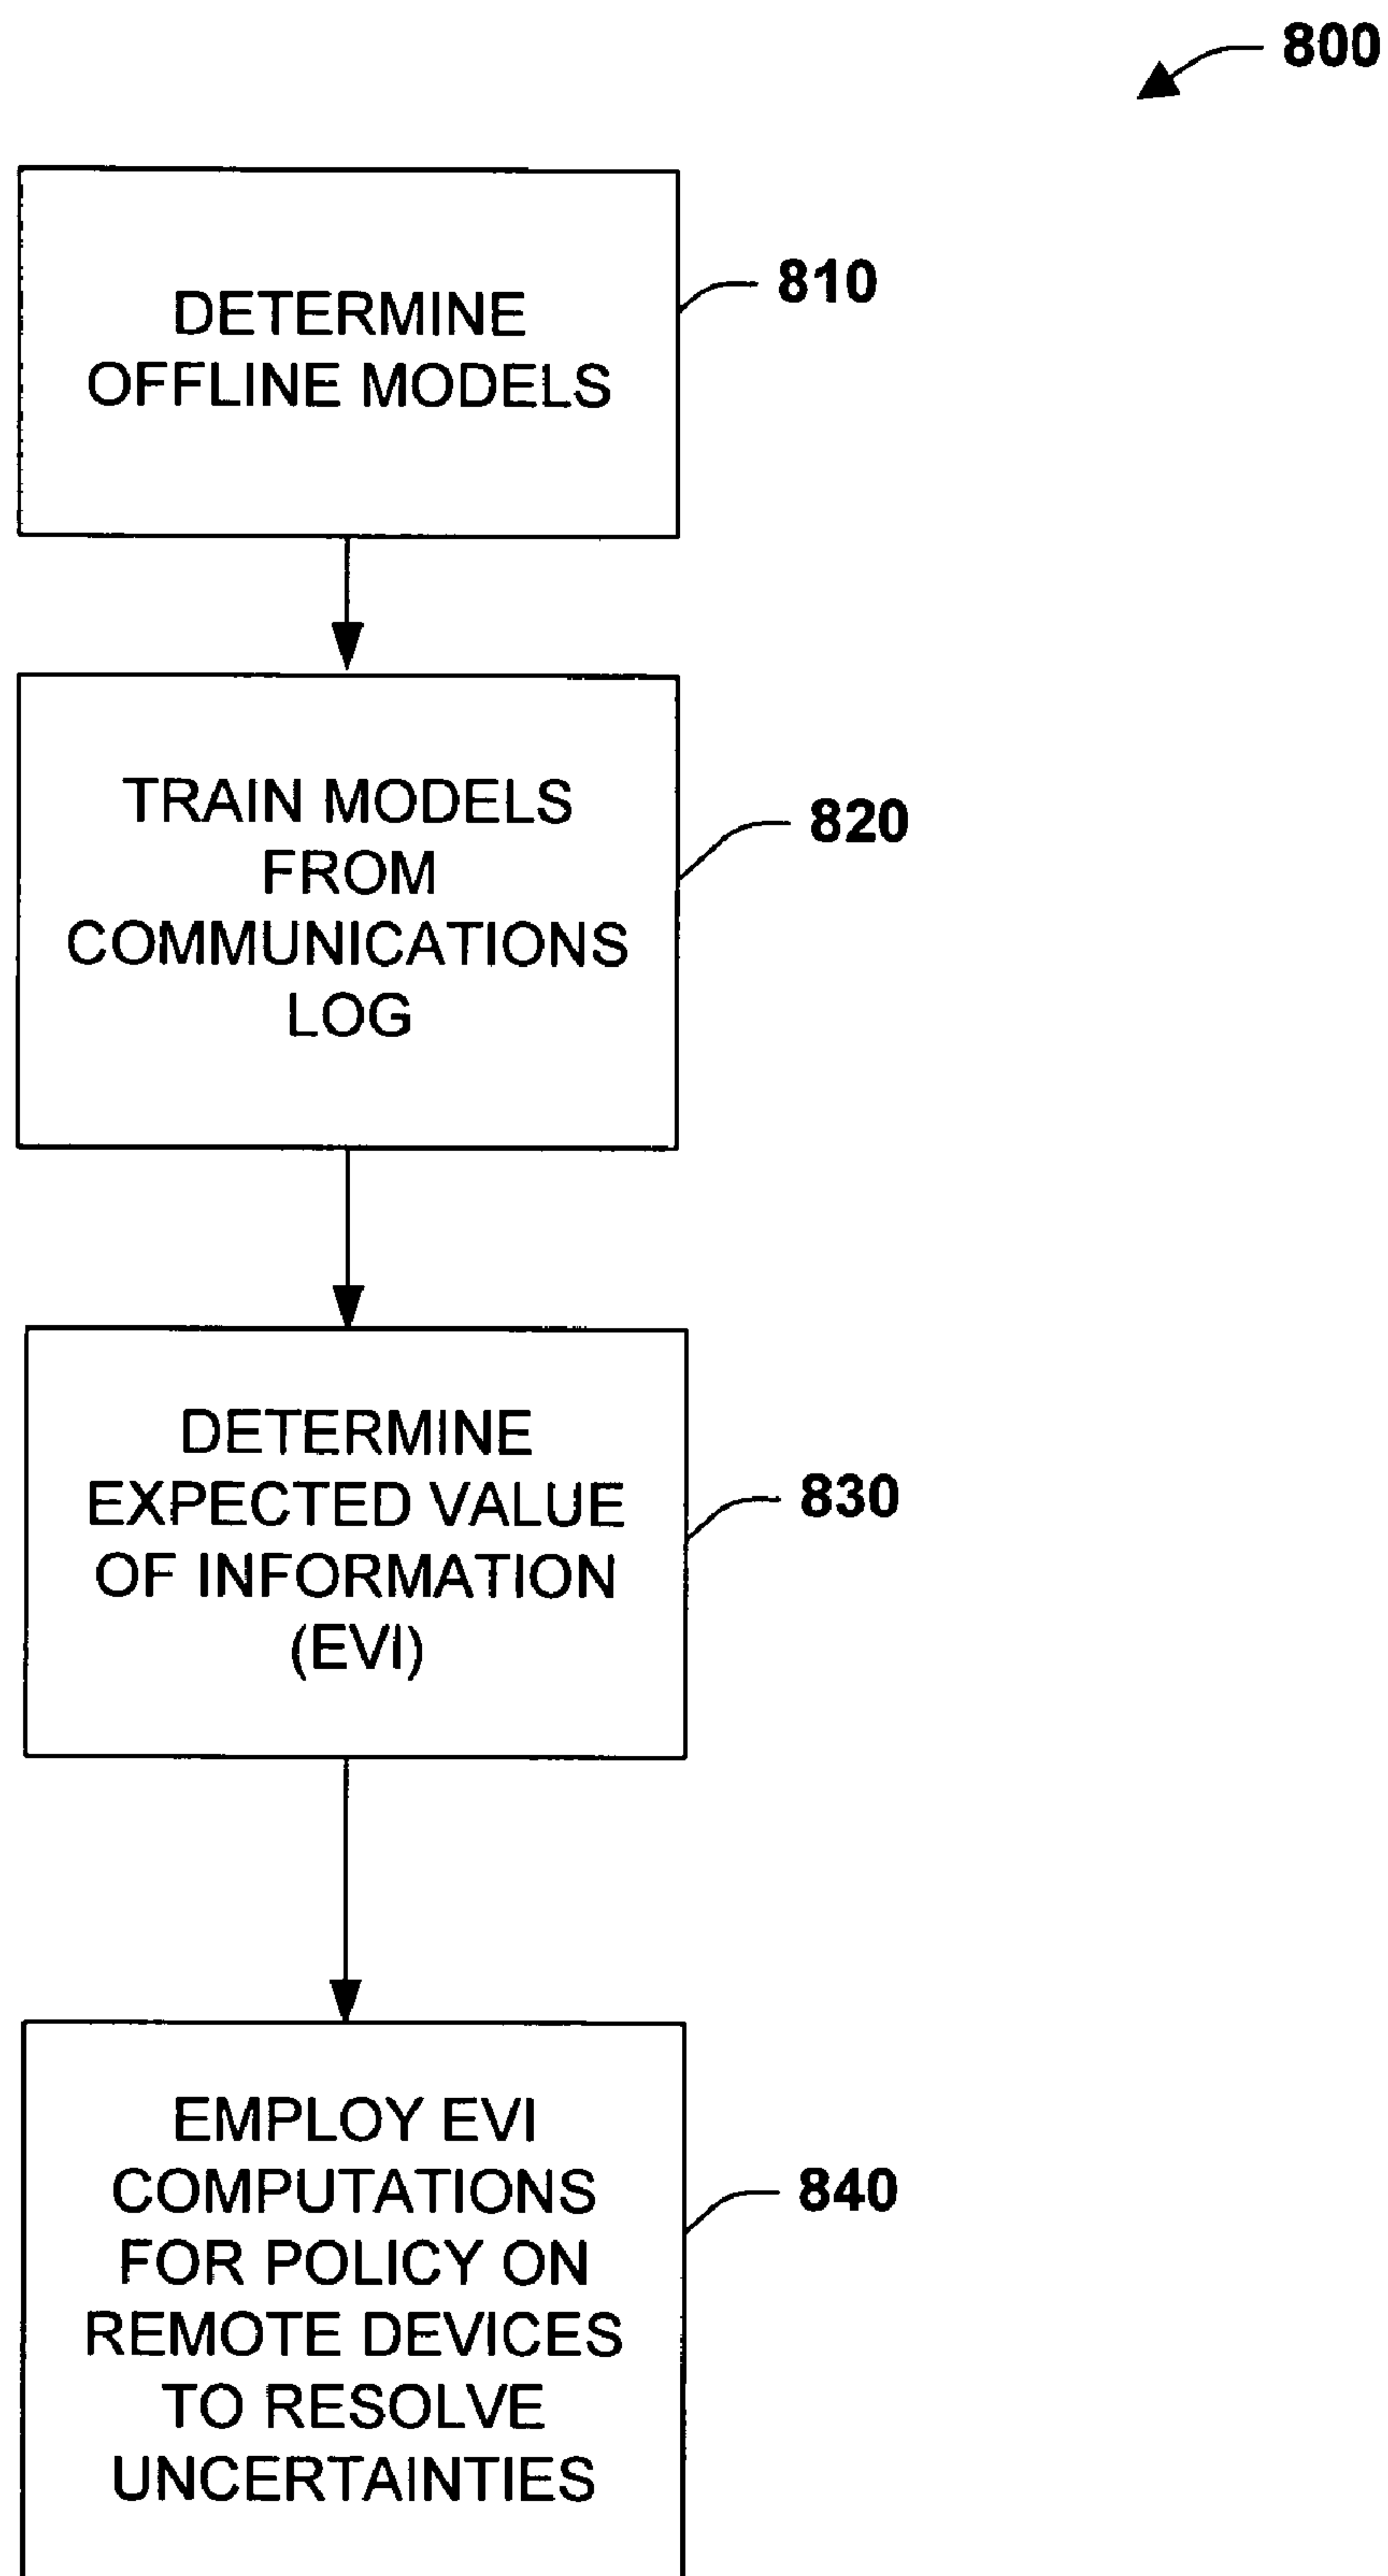 800
DETERMINE
OFFLINE MODELS
810
TRAIN MODELS
FROM
COMMUNICATIONS
LOG
820
DETERMINE
EXPECTED VALUE
OF INFORMATION
(EVI)
830
EMPLOY EVI
COMPUTATIONS
FOR POLICY ON
REMOTE DEVICES
TO RESOLVE
UNCERTAINTIES
840